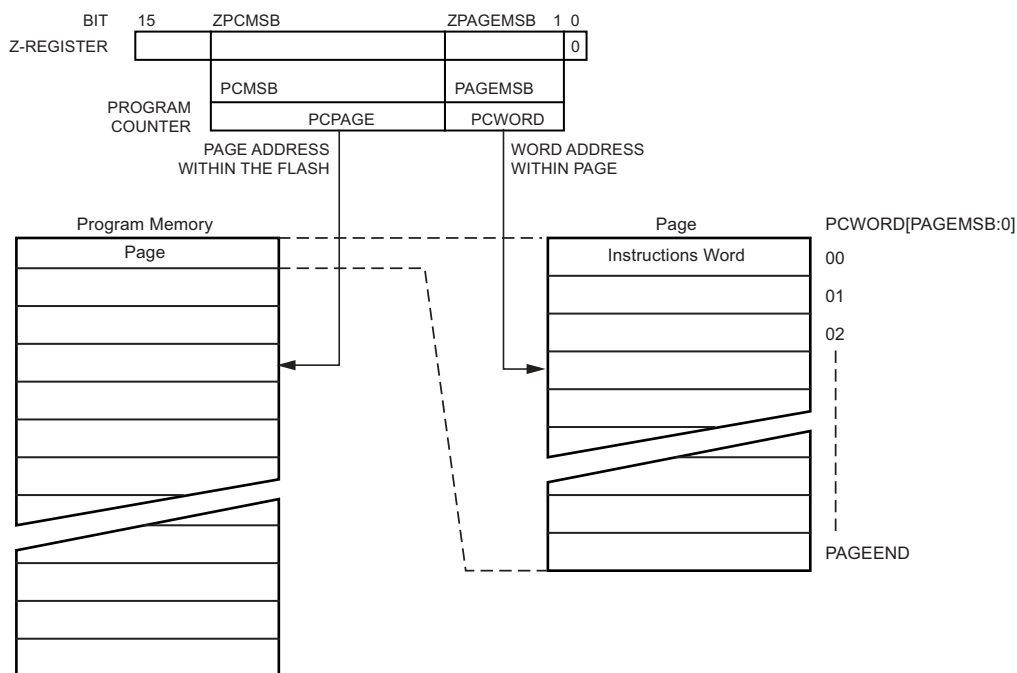 BIT 15 ZPCMSB ZPAGEMSB 1 0
Z-REGISTER 0
PCMSB PAGEMSB
PROGRAM
COUNTER
PCPAGE PCWORD
PAGE ADDRESS
WITHIN THE FLASH
WORD ADDRESS
WITHIN PAGE
Program Memory
Page
Page PCWORD[PAGEMSB:0]
Instructions Word 00
01
02
PAGEEND